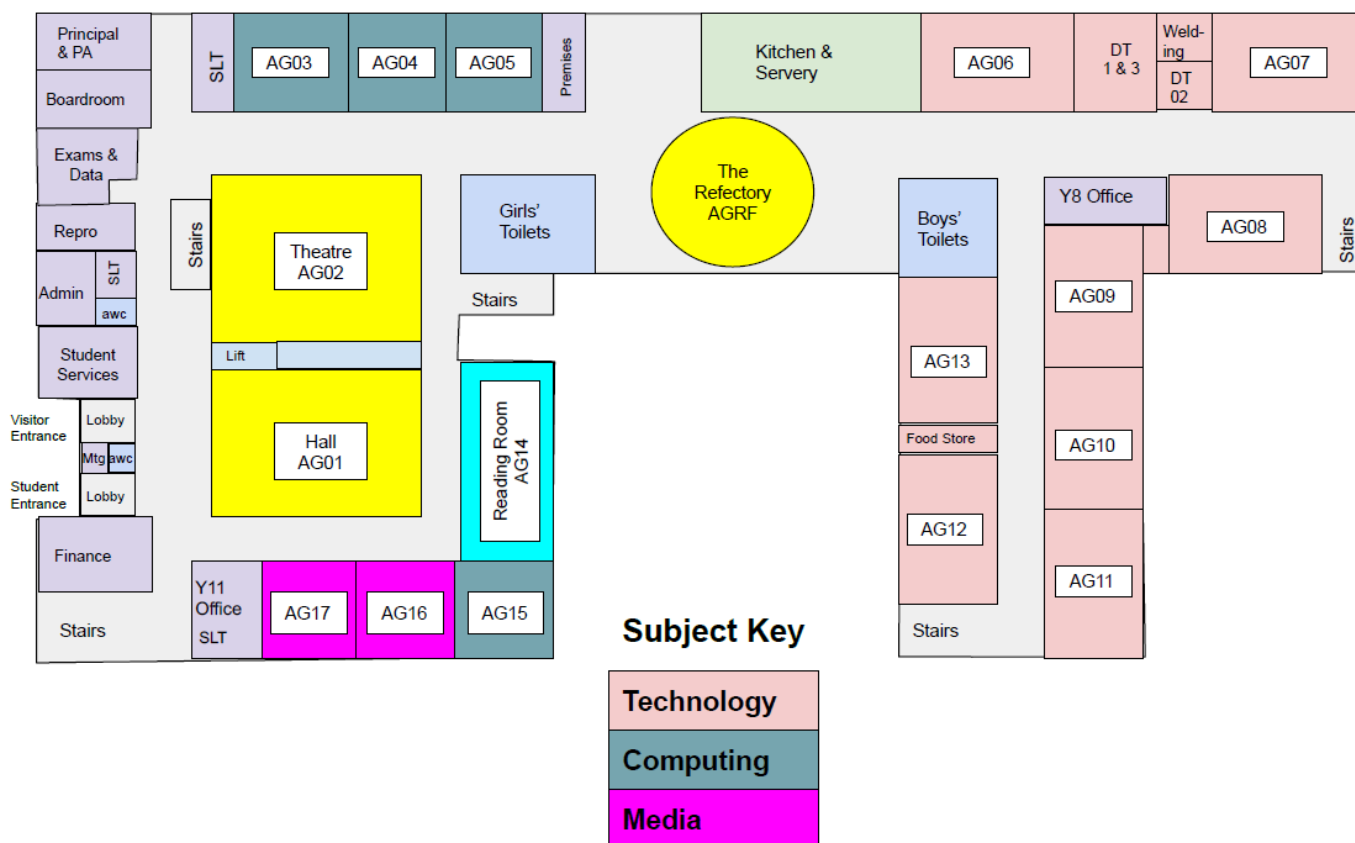 Principal
& PA
Boardroom
Exams &
Data
Repro
Admin
SLT
awc
Student
Services
Visitor
Entrance
Lobby
Mtg
awc
Student
Entrance
Lobby
Finance
Stairs
SLT
AG03
AG04
AG05
Premises
Stairs
Theatre
AG02
Lift
Hall
AG01
Girls'
Toilets
Stairs
Reading Room
AG14
Y11
Office
SLT
AG17
AG16
AG15
Kitchen &
Servery
The
Refectory
AGRF
AG06
DT
1 & 3
Weld-
ing
DT
02
AG07
Boys'
Toilets
Y8 Office
AG08
Stairs
AG09
AG13
Food Store
AG10
AG12
AG11
Stairs
Subject Key
Technology
Computing
Media